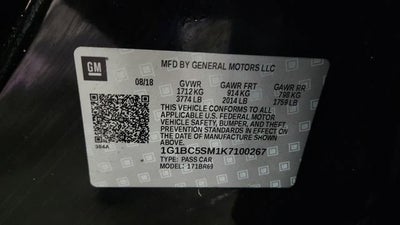 GM
MFD BY GENERAL MOTORS LLC
08/18 GVWR GAWR FRT GAWR RR
1712 KG 914 KG 798 KG
3774 LB 2014 LB 1759 LB
THIS VEHICLE CONFORMS TO ALL
APPLICABLE U.S. FEDERAL MOTOR
VEHICLE SAFETY, BUMPER, AND THEFT
PREVENTION STANDARDS IN EFFECT
ON THE DATE OF MANUFACTURE
SHOWN ABOVE.
1G1BC5SM1K7100267
TYPE: PASS CAR
MODEL: 1TB1BR69
384A